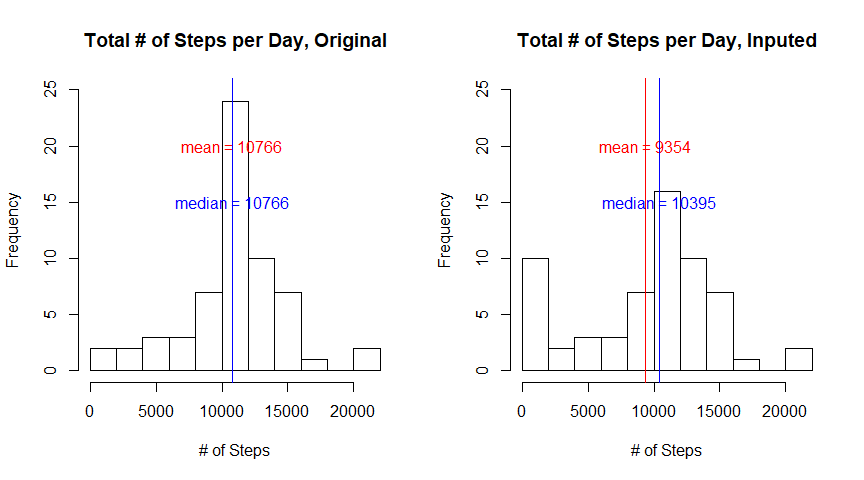 Total # of Steps per Day, Original
Frequency
25
20
15
10
5
0
mean = 10766
median = 10766
0 5000 10000 15000 20000
# of Steps
Total # of Steps per Day, Inputed
Frequency
25
20
15
10
5
0
mean = 9354
median = 10395
0 5000 10000 15000 20000
# of Steps